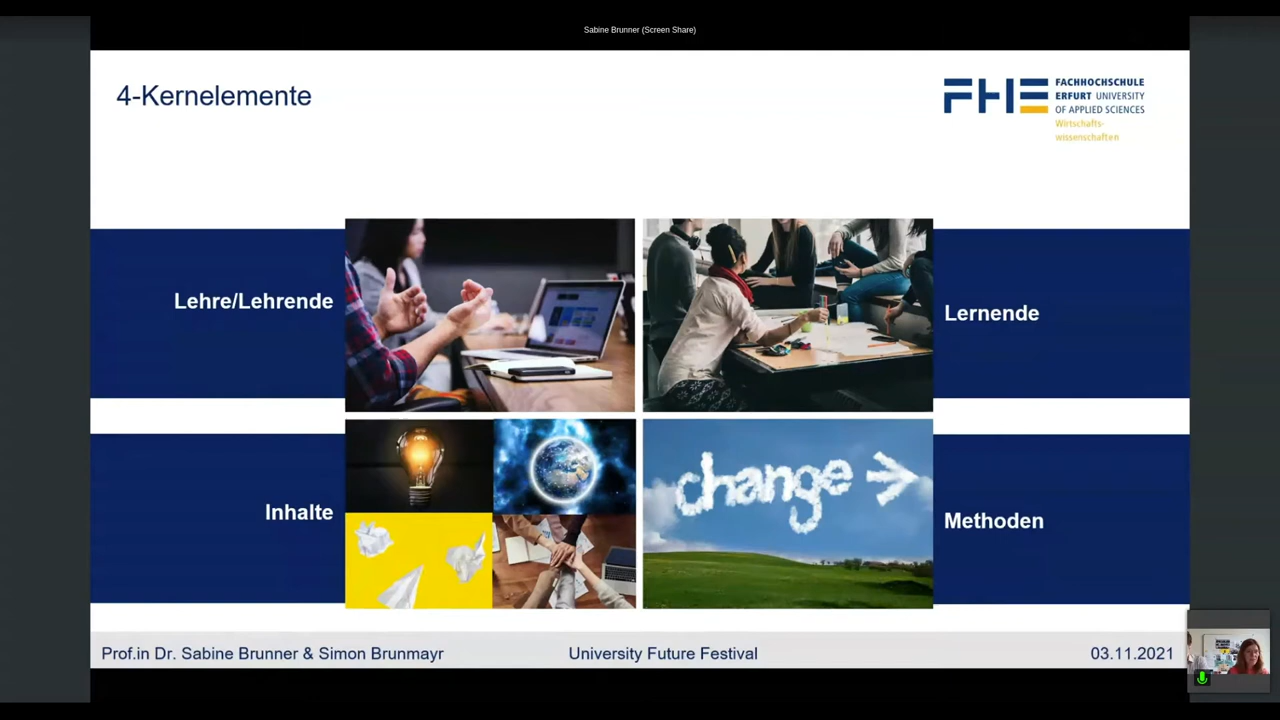 Sabine Brunner (Screen Share)
4-Kernelemente
FHE
FACHHOCHSCHULE
ERFURT UNIVERSITY
OF APPLIED SCIENCES
Wirtschafts-
wissenschaften
Lehre/Lehrende
Lernende
Inhalte
change
Methoden
Prof.in Dr. Sabine Brunner & Simon Brunmayr
University Future Festival
03.11.2021